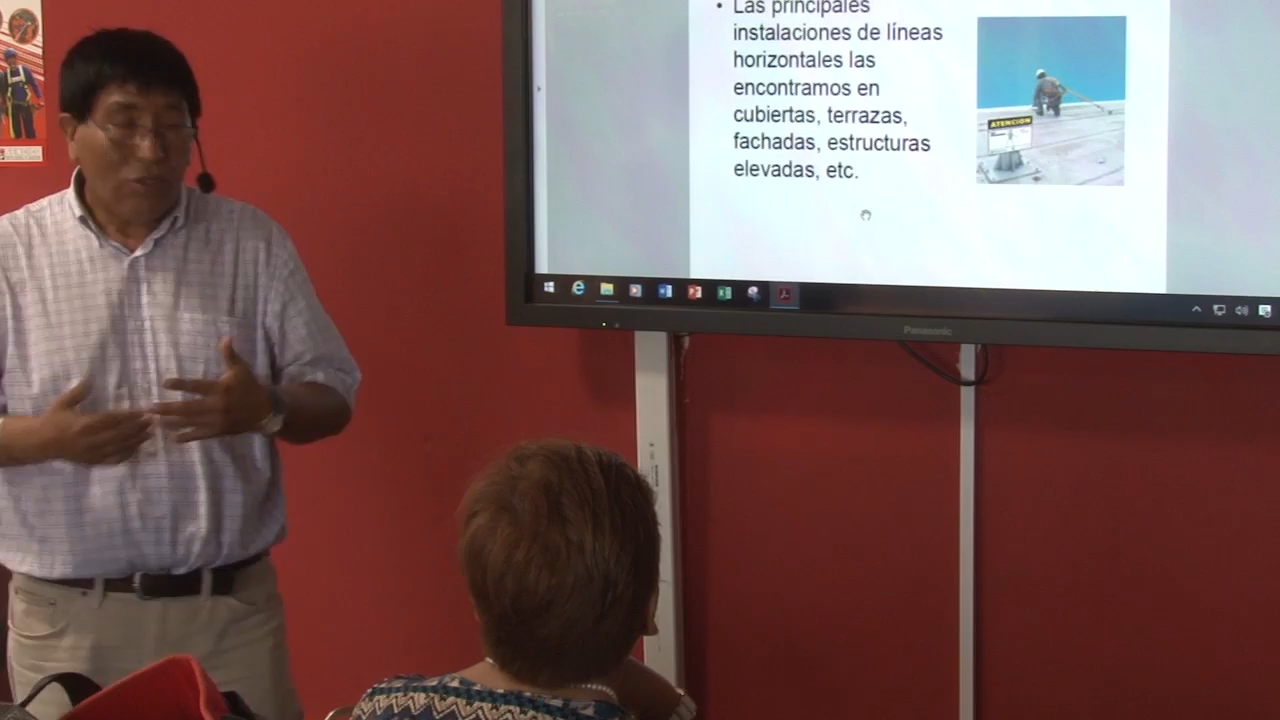 • Las principales
instalaciones de líneas
horizontales las
encontramos en
cubiertas, terrazas,
fachadas, estructuras
elevadas, etc.
ATENCION
Panasonic